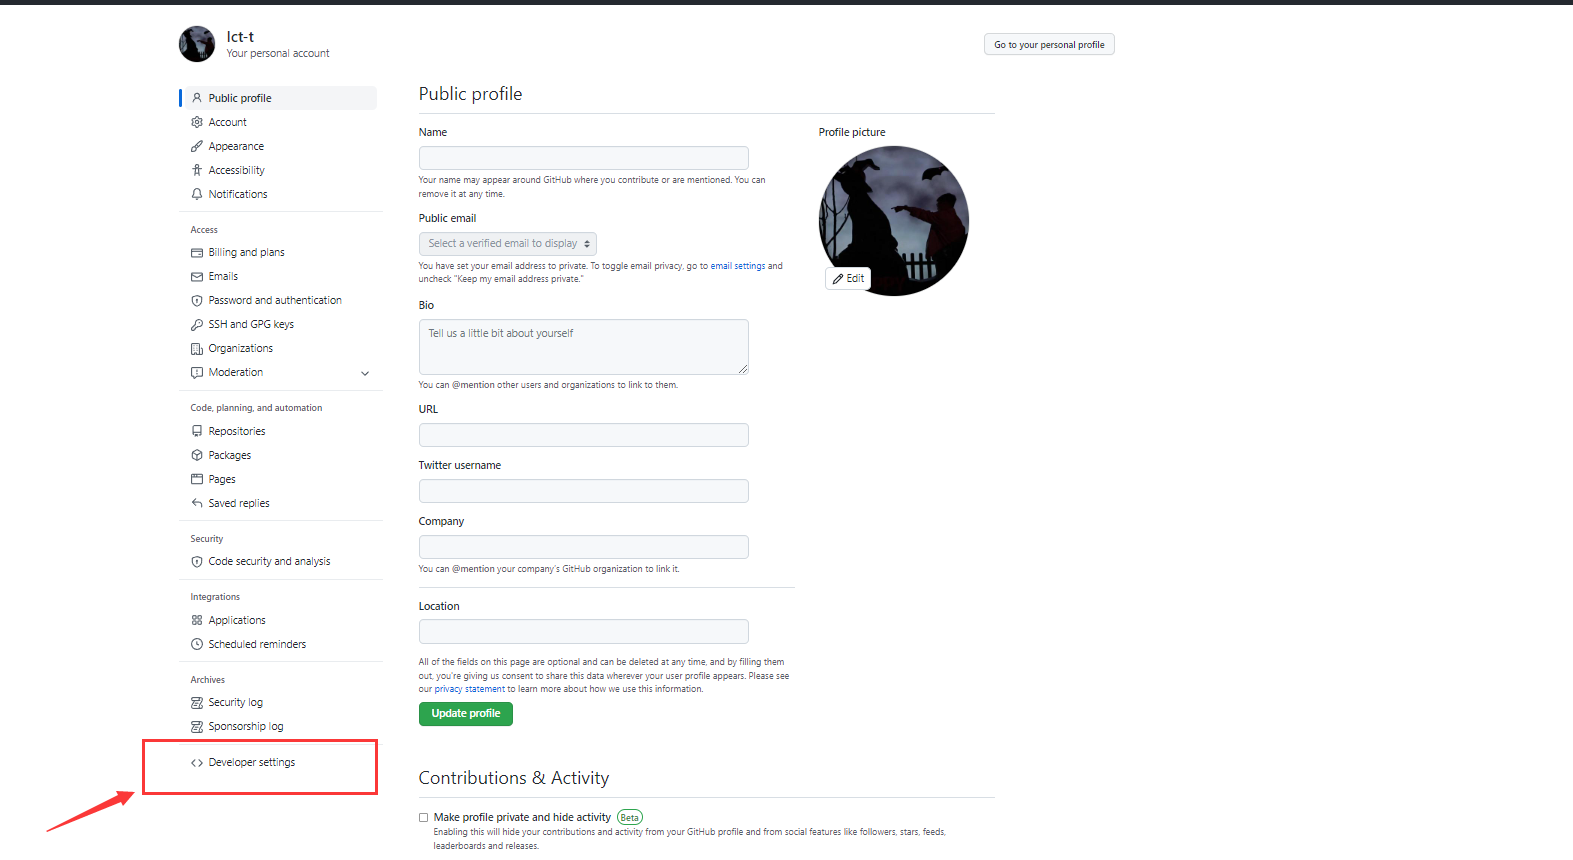 lct-t
Your personal account
Go to your personal profile
Public profile
Account
Appearance
Accessibility
Notifications
Access
Billing and plans
Emails
Password and authentication
SSH and GPG keys
Organizations
Moderation
Code, planning, and automation
Repositories
Packages
Pages
Saved replies
Security
Code security and analysis
Integrations
Applications
Scheduled reminders
Archives
Security log
Sponsorship log
Developer settings
Public profile
Name
Your name may appear around GitHub where you contribute or are mentioned. You can
remove it at any time.
Public email
Select a verified email to display
You have set your email address to private. To toggle email privacy, go to email settings and
uncheck "Keep my email address private."
Bio
Tell us a little bit about yourself
You can @mention other users and organizations to link to them.
URL
Twitter username
Company
You can @mention your company's GitHub organization to link it.
Location
All of the fields on this page are optional and can be deleted at any time, and by filling them
out, you're giving us consent to share this data wherever your user profile appears. Please see
our privacy statement to learn more about how we use this information.
Update profile
Profile picture
Edit
Contributions & Activity
Make profile private and hide activity Beta
Enabling this will hide your contributions and activity from your GitHub profile and from social features like followers, stars, feeds,
leaderboards and releases.